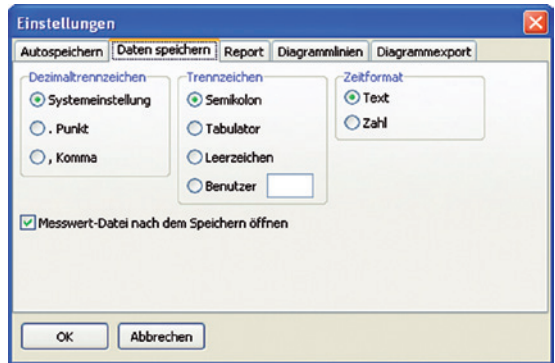 Einstellungen
Autospeichern Daten speichern Report Diagrammlinien Diagrammexport
Dezimaltrennzeichen
Systemeinstellung
. Punkt
, Komma
Trennzeichen
Semikolon
Tabulator
Leerzeichen
Benutzer
Zeitformat
Text
Zahl
Messwert-Datei nach dem Speichern öffnen
OK Abbrechen